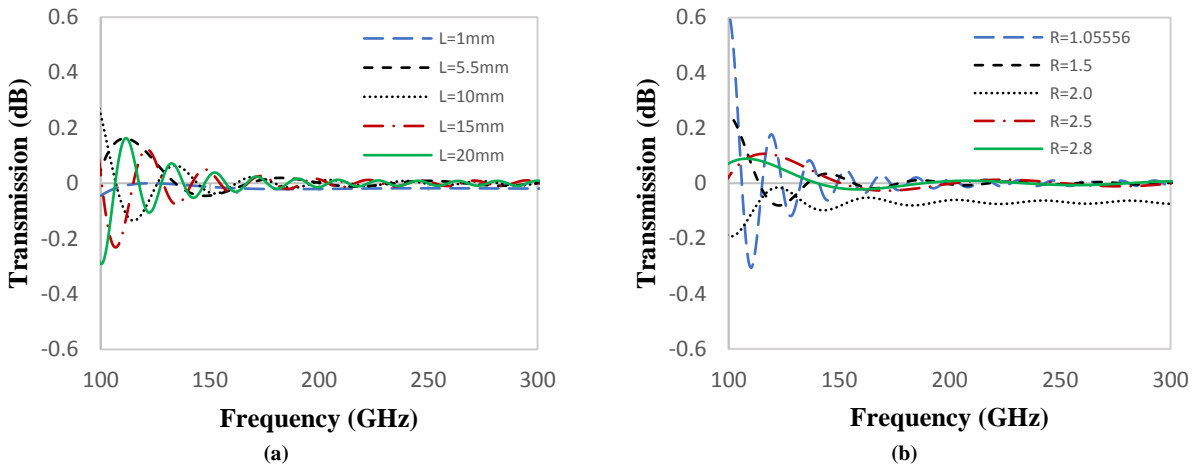 0.6
0.4
0.2
0
-0.2
-0.4
-0.6
Transmission (dB)
L=1mm
L=5.5mm
L=10mm
L=15mm
L=20mm
100
150
200
250
300
Frequency (GHz)
(a)
0.6
0.4
0.2
0
-0.2
-0.4
-0.6
Transmission (dB)
R=1.05556
R=1.5
R=2.0
R=2.5
R=2.8
100
150
200
250
300
Frequency (GHz)
(b)